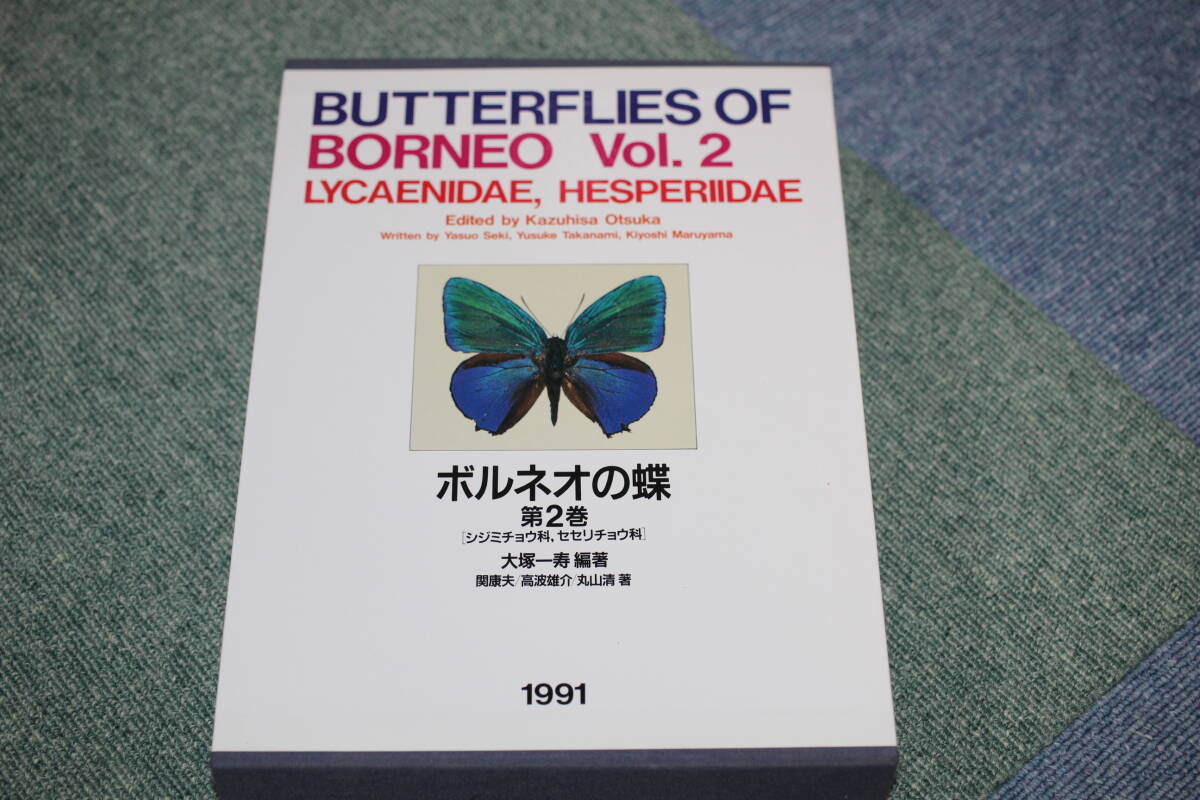 BUTTERFLIES OF
BORNEO Vol. 2
LYCAENIDAE, HESPERIIDAE
Edited by Kazuhisa Otsuka
Written by Yasuo Seki, Yusuke Takanami, Kiyoshi Maruyama
ボルネオの蝶
第2巻
[シジミチョウ科, セセリチョウ科]
大塚一寿 編著
関康夫/高波雄介/丸山清 著
1991